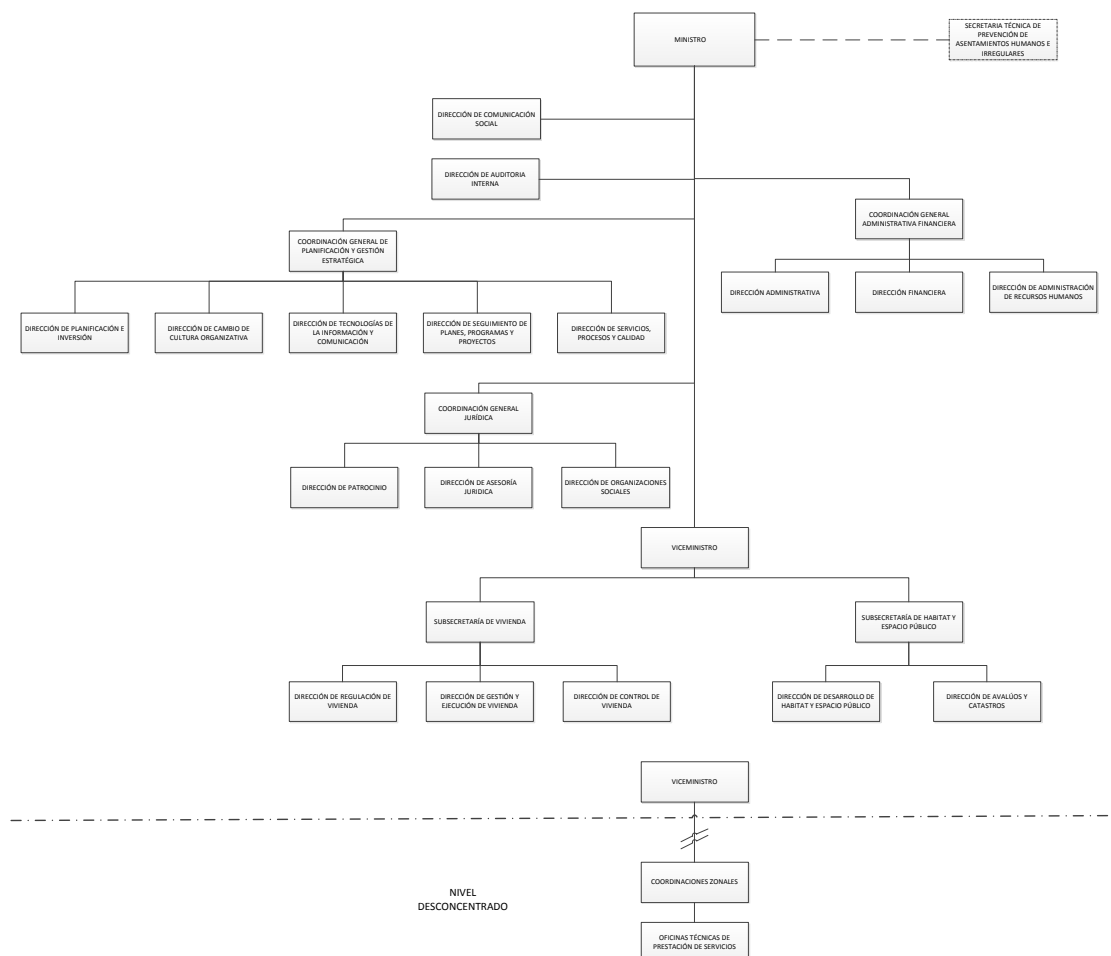 MINISTRO
SECRETARIA TÉCNICA DE
PREVENCIÓN DE
ASENTAMIENTOS HUMANOS E
IRREGULARES
DIRECCIÓN DE COMUNICACIÓN
SOCIAL
DIRECCIÓN DE AUDITORIA
INTERNA
COORDINACIÓN GENERAL
ADMINISTRATIVA FINANCIERA
COORDINACIÓN GENERAL DE
PLANIFICACIÓN Y GESTIÓN
ESTRATÉGICA
DIRECCIÓN ADMINISTRATIVA
DIRECCIÓN FINANCIERA
DIRECCIÓN DE ADMINISTRACIÓN
DE RECURSOS HUMANOS
DIRECCIÓN DE PLANIFICACIÓN E
INVERSIÓN
DIRECCIÓN DE CAMBIO DE
CULTURA ORGANIZATIVA
DIRECCIÓN DE TECNOLOGÍAS DE
LA INFORMACIÓN Y
COMUNICACIÓN
DIRECCIÓN DE SEGUIMIENTO DE
PLANES, PROGRAMAS Y
PROYECTOS
DIRECCIÓN DE SERVICIOS,
PROCESOS Y CALIDAD
COORDINACIÓN GENERAL
JURÍDICA
DIRECCIÓN DE PATROCINIO
DIRECCIÓN DE ASESORÍA
JURIDICA
DIRECCIÓN DE ORGANIZACIONES
SOCIALES
VICEMINISTRO
SUBSECRETARÍA DE VIVIENDA
SUBSECRETARÍA DE HABITAT Y
ESPACIO PÚBLICO
DIRECCIÓN DE REGULACIÓN DE
VIVIENDA
DIRECCIÓN DE GESTIÓN Y
EJECUCIÓN DE VIVIENDA
DIRECCIÓN DE CONTROL DE
VIVIENDA
DIRECCIÓN DE DESARROLLO DE
HABITAT Y ESPACIO PÚBLICO
DIRECCIÓN DE AVALÚOS Y
CATASTROS
VICEMINISTRO
COORDINACIONES ZONALES
NIVEL
DESCONCENTRADO
OFICINAS TÉCNICAS DE
PRESTACIÓN DE SERVICIOS